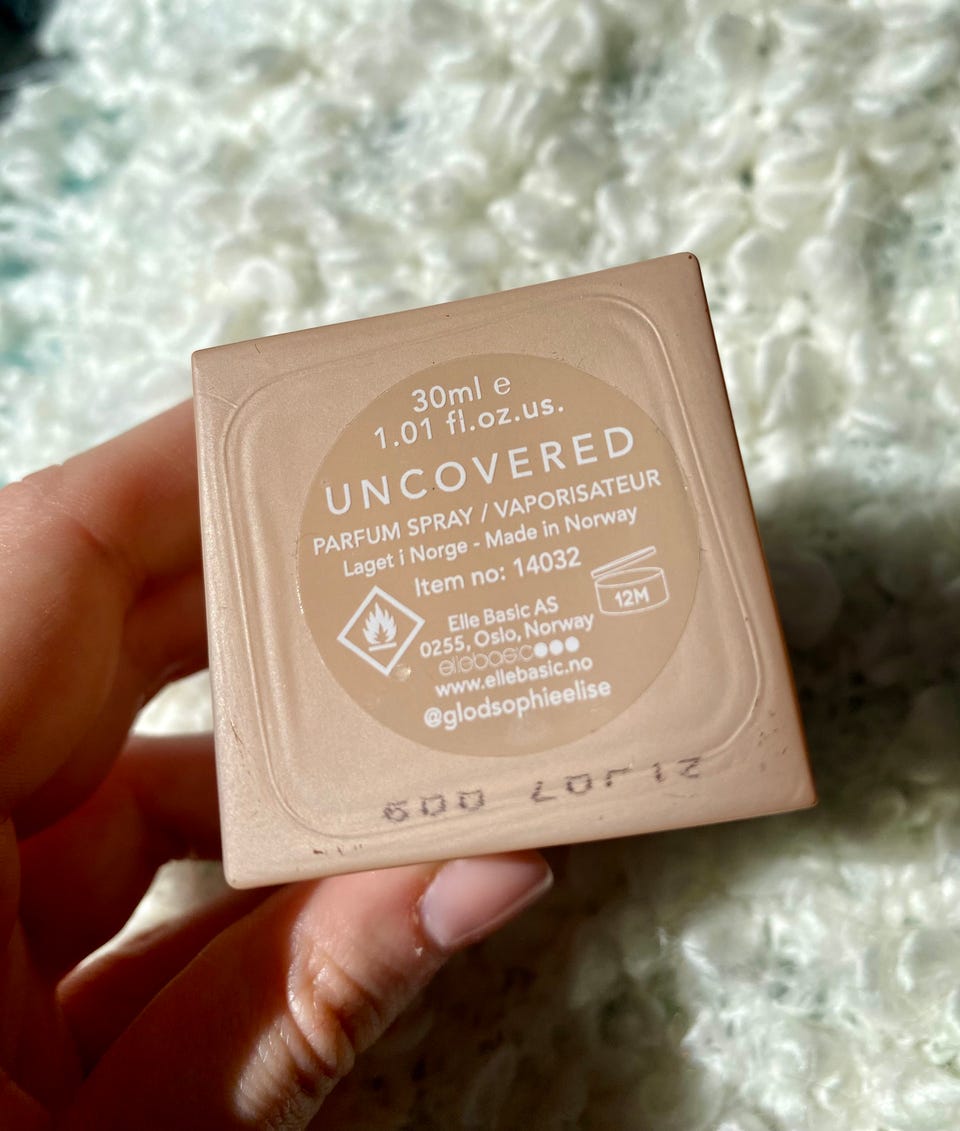 30ml ℮
1.01 fl.oz.us.
UNCOVERED
PARFUM SPRAY / VAPORISATEUR
Laget i Norge - Made in Norway
Item no: 14032
12M
Elle Basic AS
0255, Oslo, Norway
ellebasic
www.ellebasic.no
@glodsophieelise